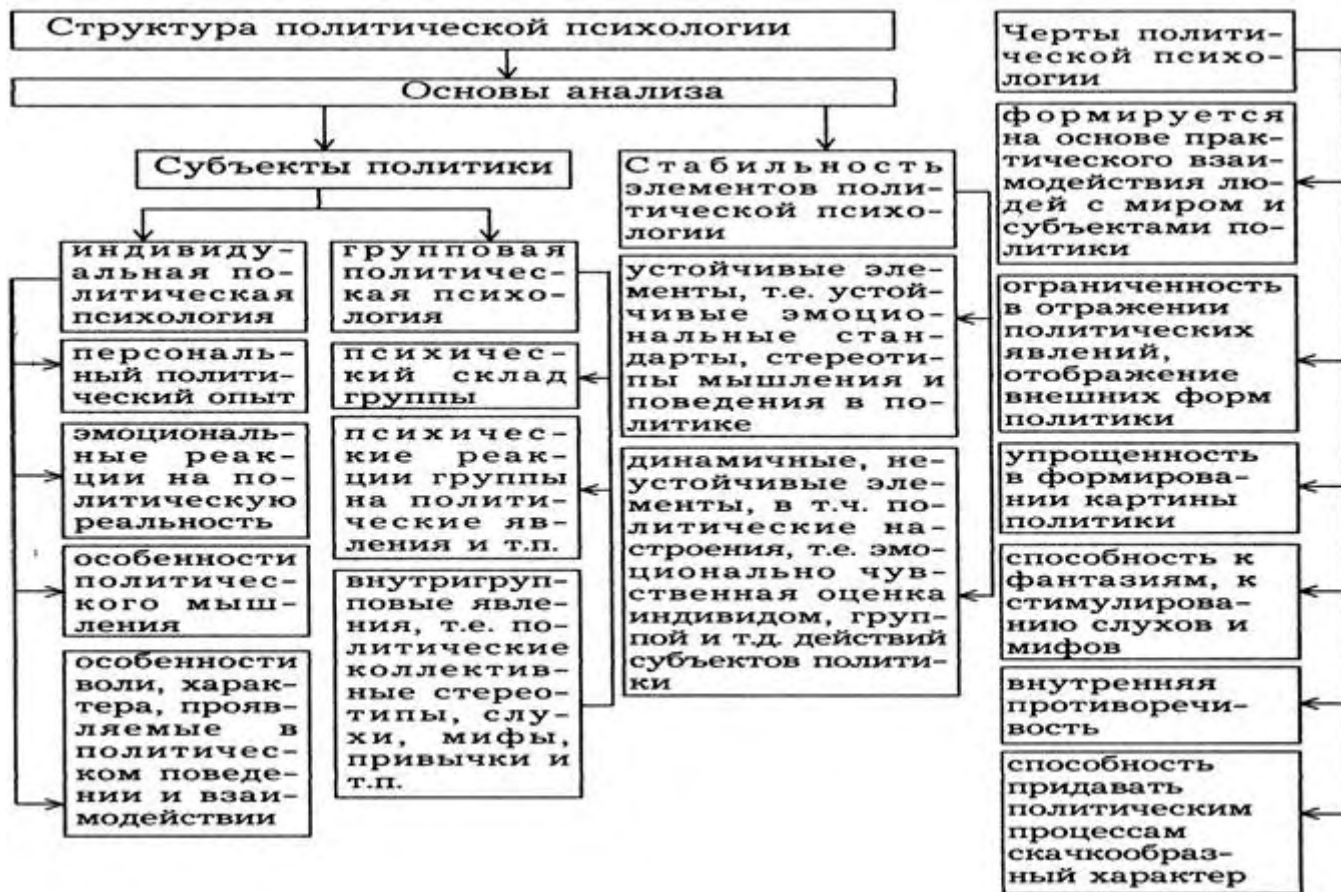 Структура политической психологии
Основы анализа
Субъекты политики
индивиду-
альная по-
литическая
психология
персональ-
ный полити-
ческий опыт
эмоциональ-
ные реак-
ции на по-
литическую
реальность
особенности
политичес-
кого мыш-
ления
особенности
воли, харак-
тера, прояв-
ляемые в
политичес-
ком поведе-
нии и взаи-
модействии
групповая
политичес-
кая психо-
логия
психичес-
кий склад
группы
психичес-
кие реак-
ции группы
на полити-
ческие яв-
ления и т.п.
внутригруп-
повые явле-
ния, т.е. по-
литические
коллектив-
ные стерео-
типы, слу-
хи, мифы,
привычки и
т.п.
Стабильность
элементов поли-
тической психо-
логии
устойчивые эле-
менты, т.е. устой-
чивые эмоцио-
нальные стан-
дарты, стереоти-
пы мышления и
поведения в по-
литике
динамичные, не-
устойчивые эле-
менты, в т.ч. по-
литические на-
строения, т.е. эмо-
ционально чув-
ственная оценка
индивидом, груп-
пой и т.д. действий
субъектов полити-
ки
Черты полити-
ческой психо-
логии
формируется
на основе прак-
тического взаи-
модействия лю-
дей с миром и
субъектами по-
литики
ограниченность
в отражении
политических
явлений,
отображение
внешних форм
политики
упрощенность
в формирова-
нии картины
политики
способность к
фантазиям, к
стимулирова-
нию слухов и
мифов
внутренняя
противоречи-
вость
способность
придавать
политическим
процессам
скачкообраз-
ный характер